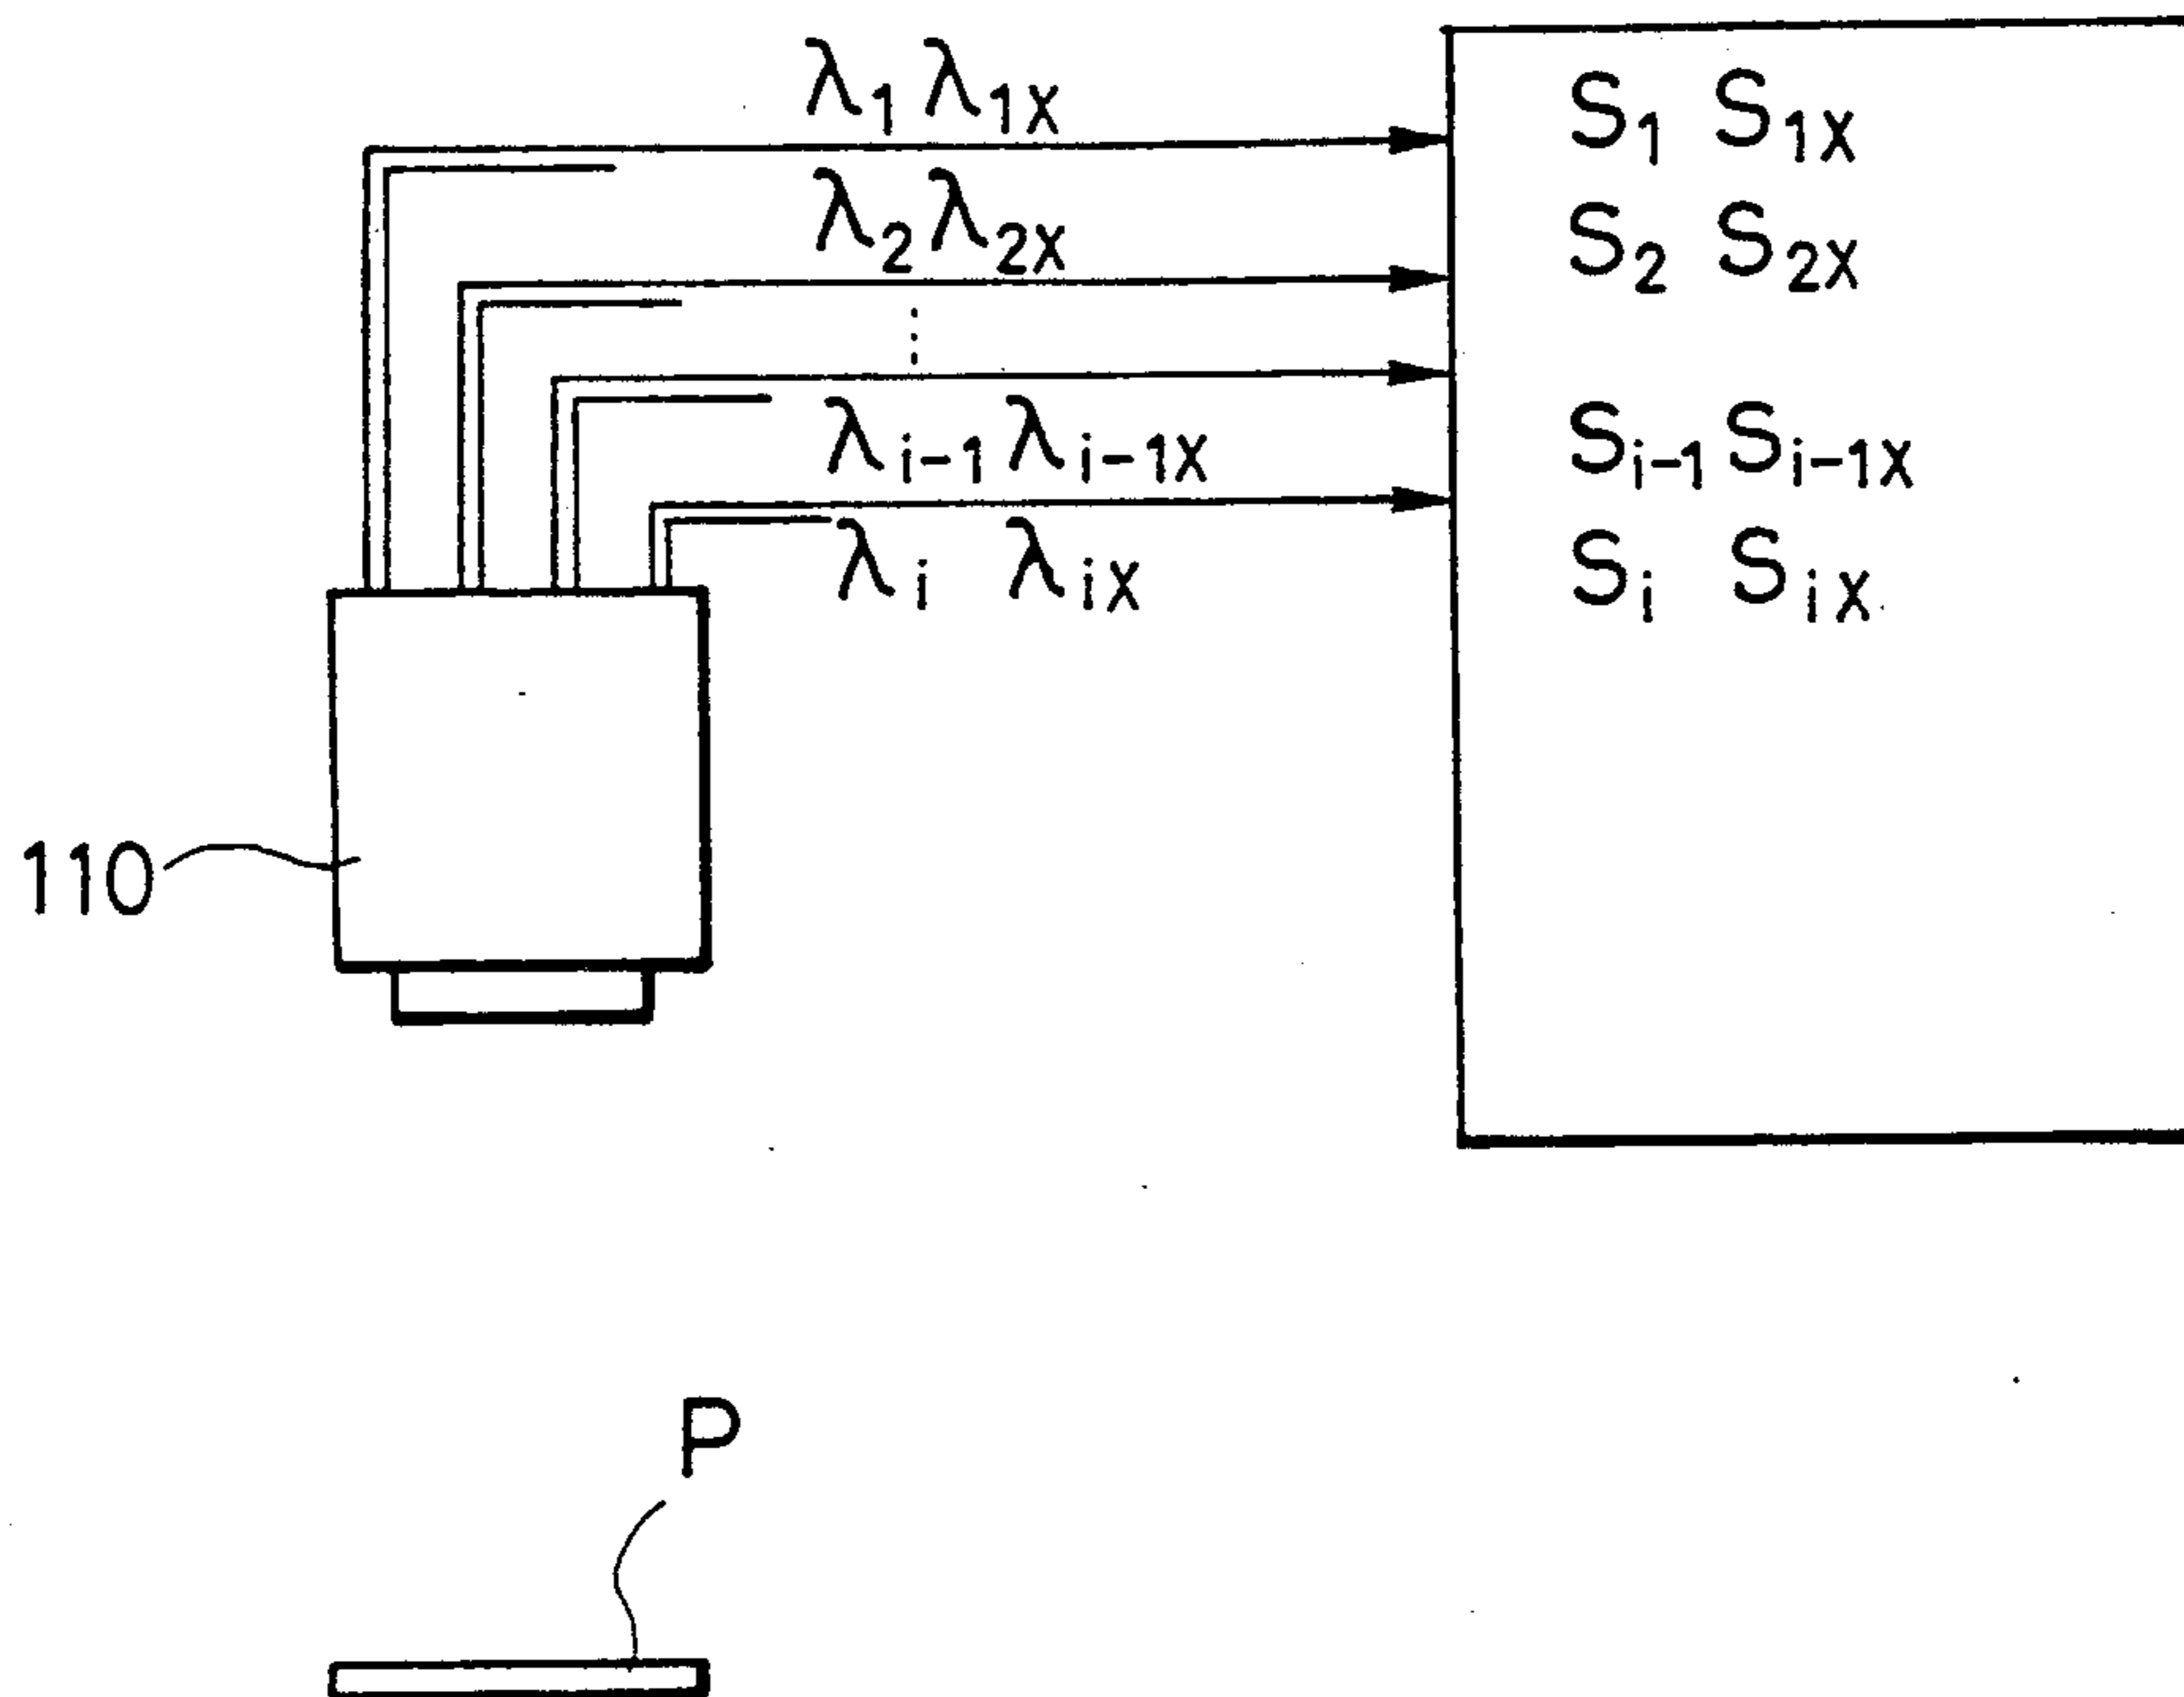 λ₁ λ₁ₓ
S₁ S₁ₓ
λ₂ λ₂ₓ
S₂ S₂ₓ
⋮
λᵢ₋₁ λᵢ₋₁ₓ
Sᵢ₋₁ Sᵢ₋₁ₓ
λᵢ λᵢₓ
Sᵢ Sᵢₓ
110
P